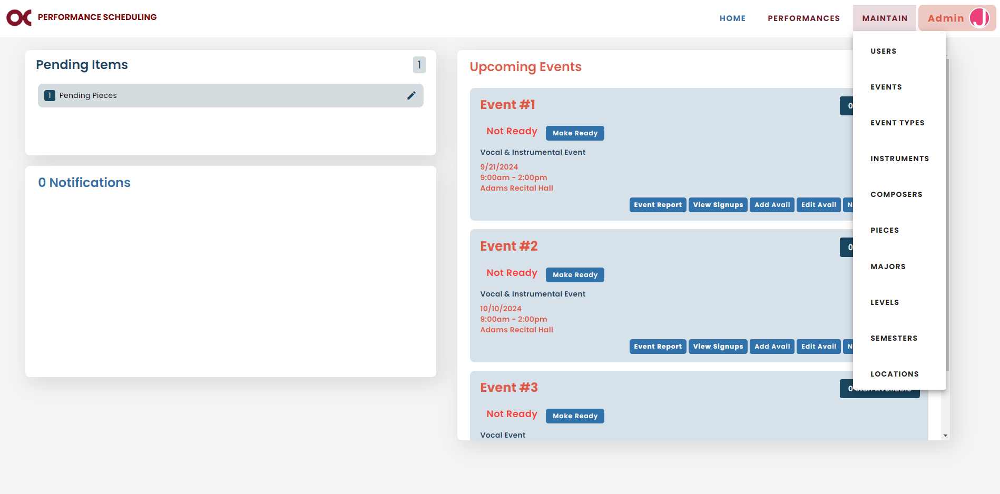 OC PERFORMANCE SCHEDULING
HOME PERFORMANCES MAINTAIN Admin J
USERS
EVENTS
EVENT TYPES
INSTRUMENTS
COMPOSERS
PIECES
MAJORS
LEVELS
SEMESTERS
LOCATIONS
Pending Items 1
1 Pending Pieces
0 Notifications
Upcoming Events
Event #1 0
Not Ready Make Ready
Vocal & Instrumental Event
9/21/2024
9:00am - 2:00pm
Adams Recital Hall
Event Report View Signups Add Avail Edit Avail N
Event #2 0
Not Ready Make Ready
Vocal & Instrumental Event
10/10/2024
9:00am - 2:00pm
Adams Recital Hall
Event Report View Signups Add Avail Edit Avail N
Event #3 0
Not Ready Make Ready
Vocal Event